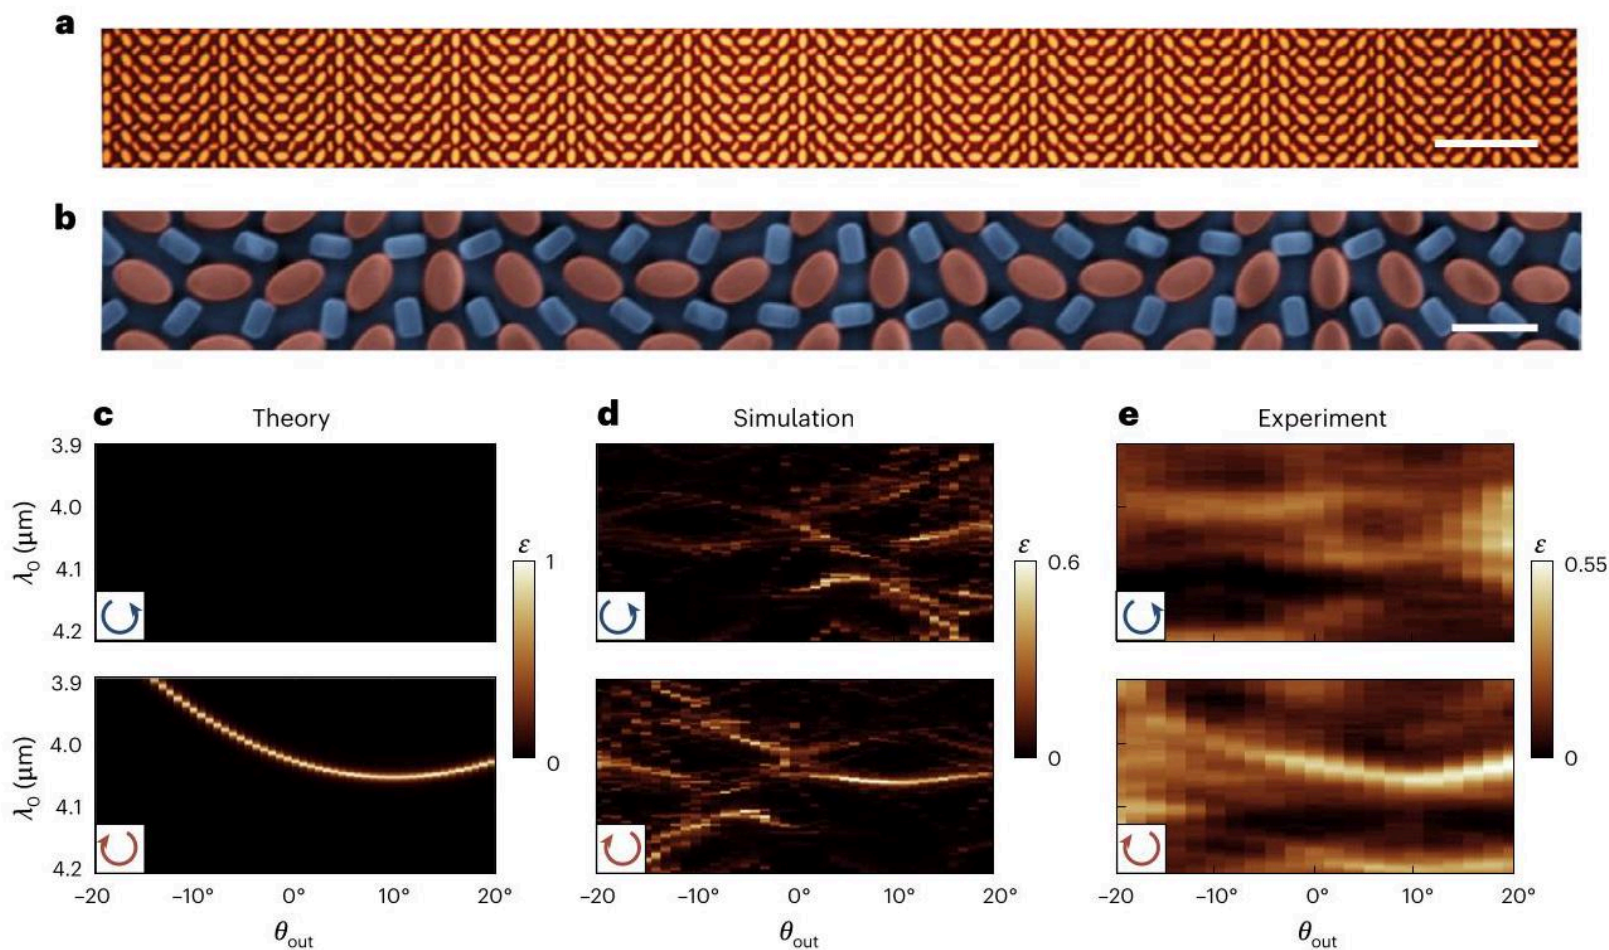 a
b
c Theory
d Simulation
e Experiment
3.9
4.0
4.1
4.2
λ₀ (μm)
ε
1
0
ε
0.6
0
ε
0.55
0
3.9
4.0
4.1
4.2
λ₀ (μm)
−20 −10° 0° 10° 20°
θout
−20 −10° 0° 10° 20°
θout
−20 −10° 0° 10° 20°
θout